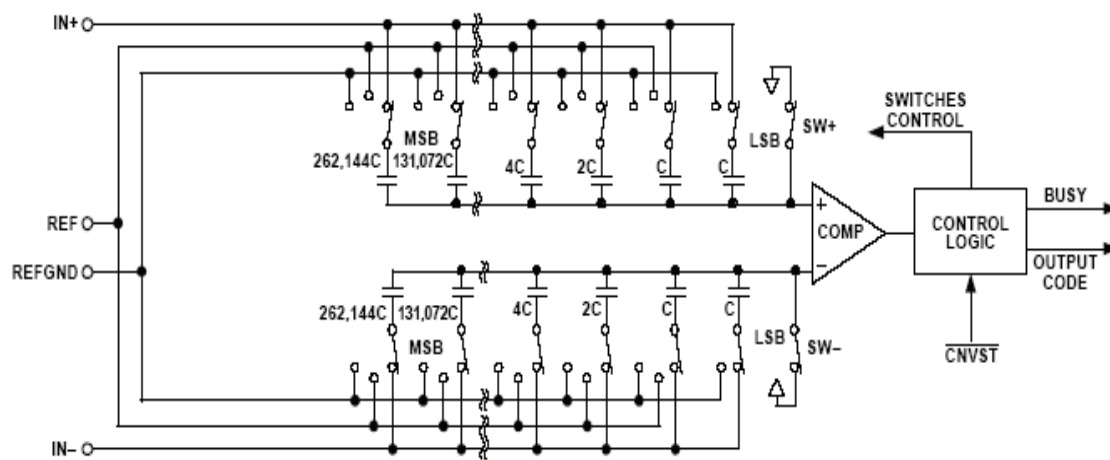 IN+
REF
REFGND
IN–
MSB
262,144C
131,072C
4C
2C
C
C
LSB
SW+
262,144C
131,072C
MSB
4C
2C
C
C
LSB
SW–
+
COMP
–
SWITCHES
CONTROL
CONTROL
LOGIC
BUSY
OUTPUT
CODE
CNVST